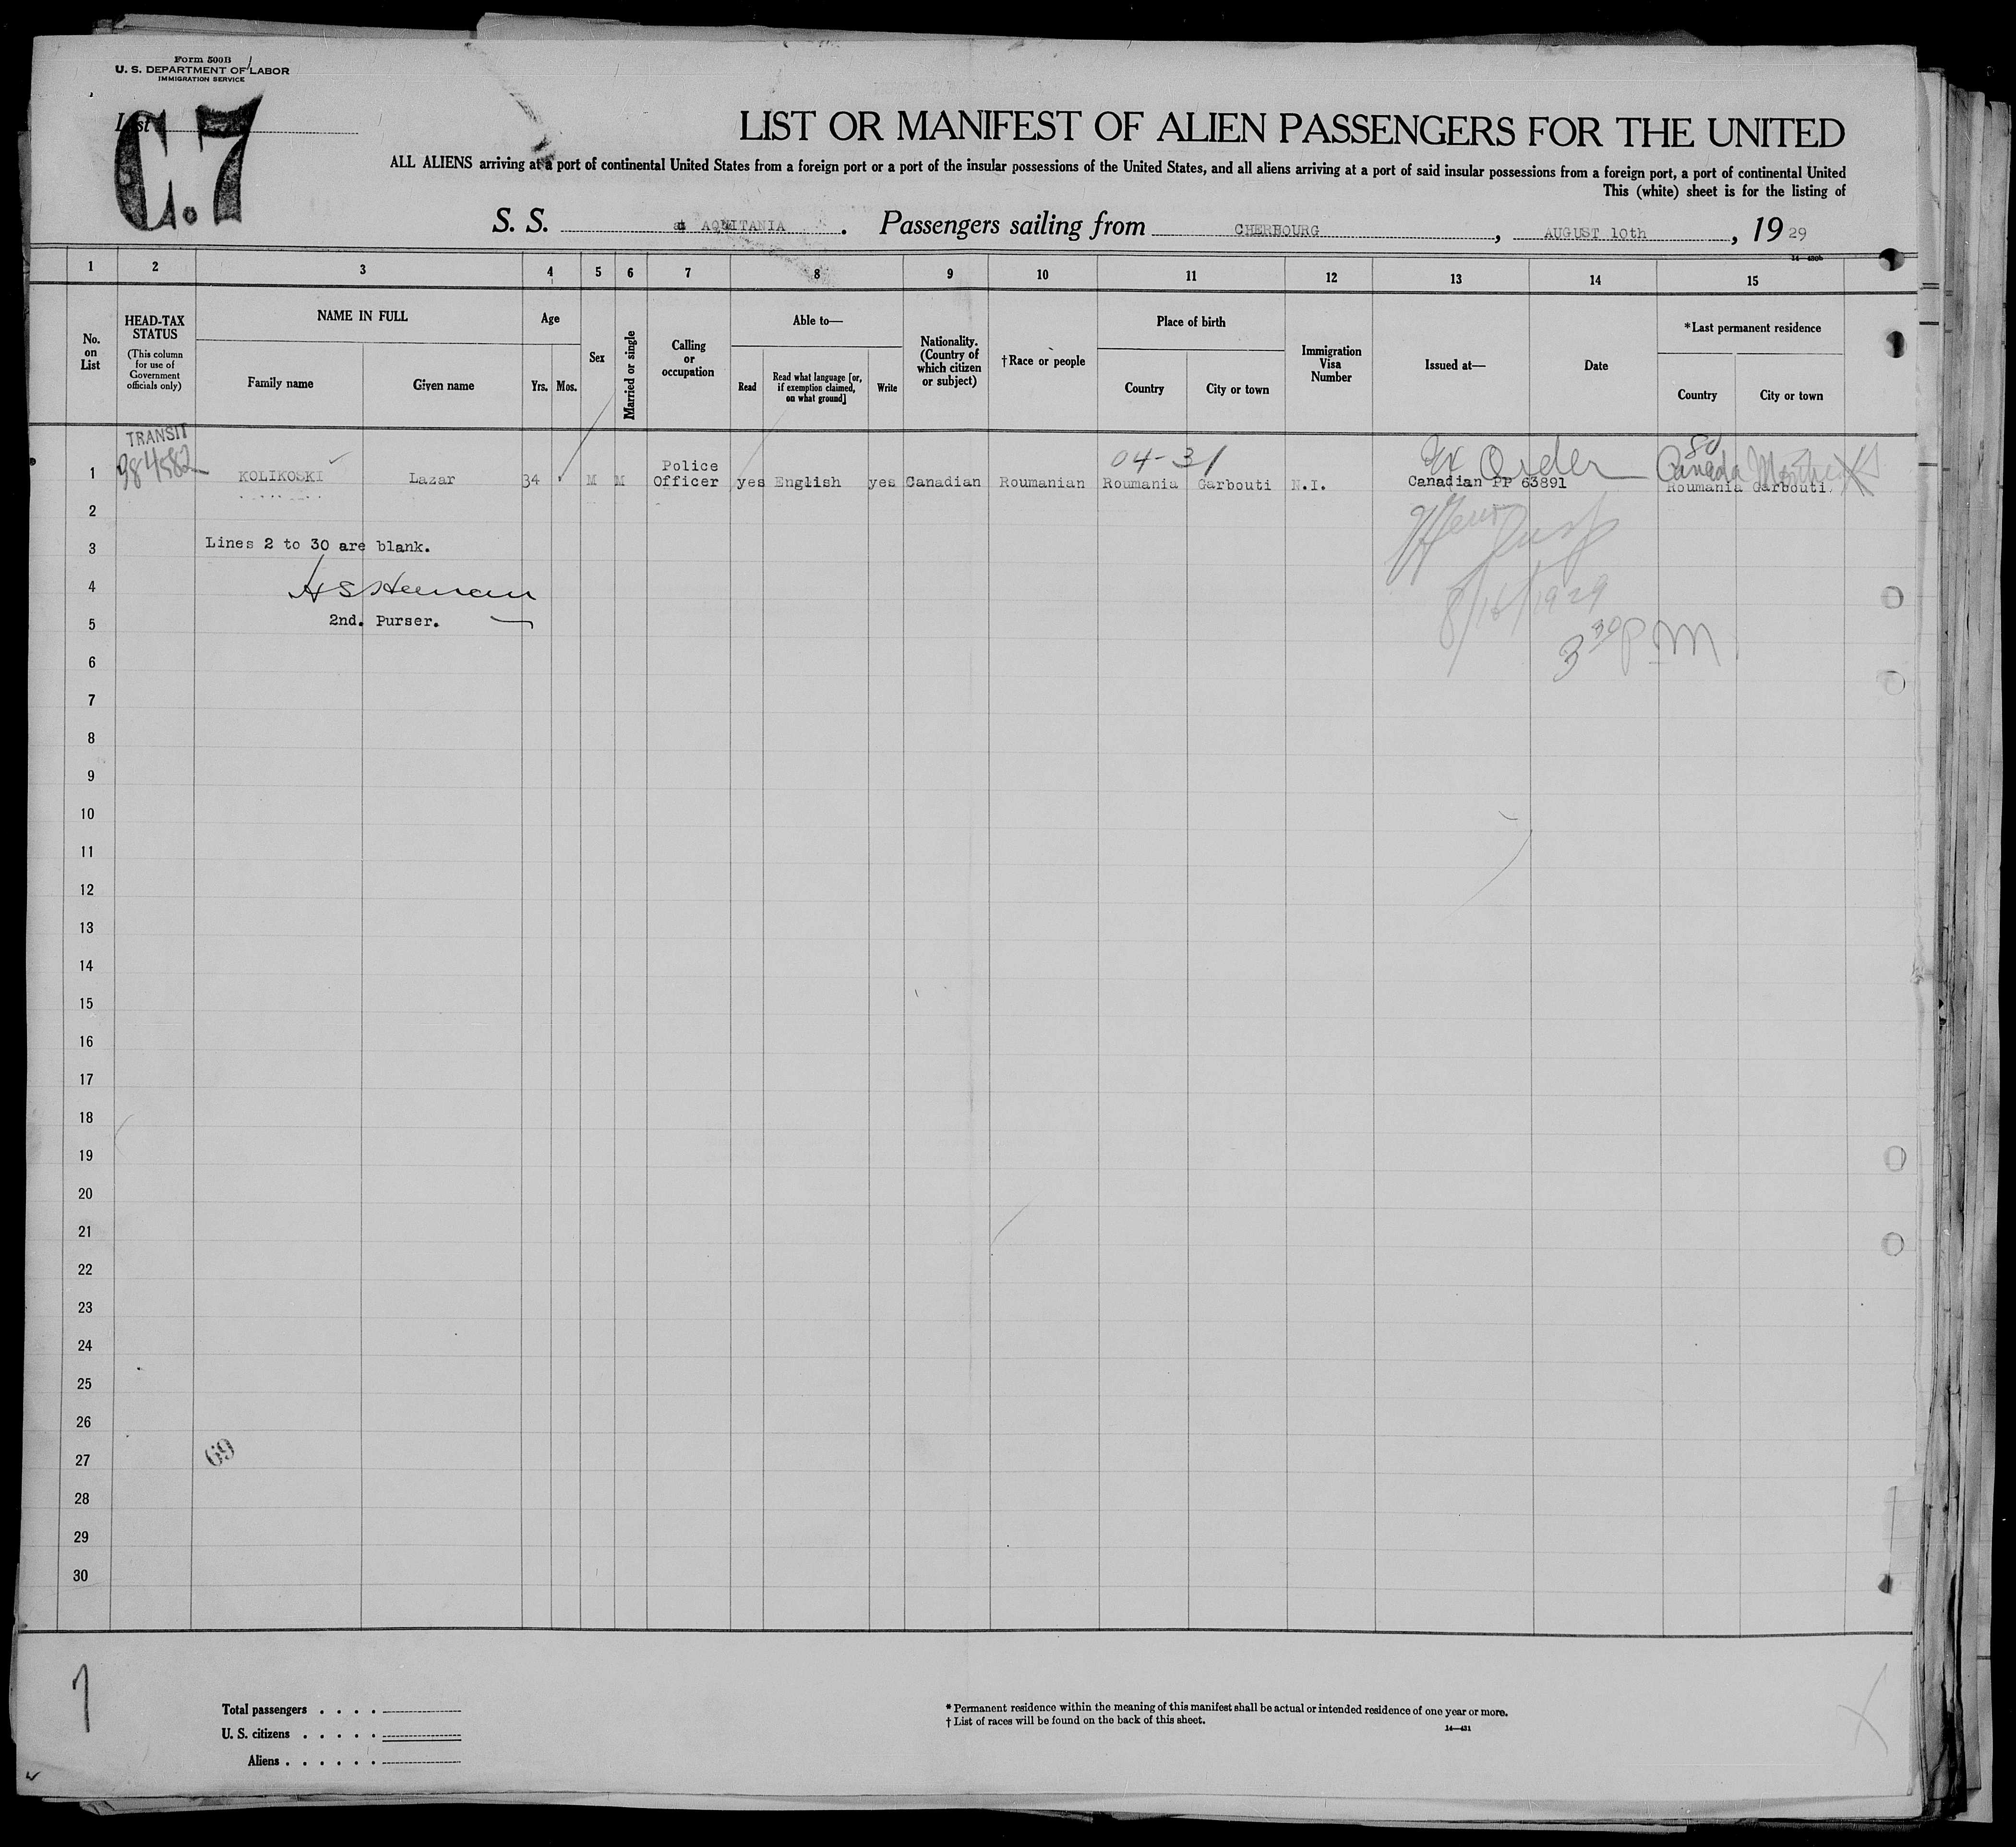 Form 500B
U. S. DEPARTMENT OF LABOR
IMMIGRATION SERVICE
List
C.7
LIST OR MANIFEST OF ALIEN PASSENGERS FOR THE UNITED
ALL ALIENS arriving at a port of continental United States from a foreign port or a port of the insular possessions of the United States, and all aliens arriving at a port of said insular possessions from a foreign port, a port of continental United
This (white) sheet is for the listing of
S. S. AQUITANIA. Passengers sailing from CHERBOURG, AUGUST 10th, 1929
14—430b
1 2 3 4 5 6 7 8 9 10 11 12 13 14 15
No. on List
HEAD-TAX STATUS
(This column for use of Government officials only)
NAME IN FULL
Family name
Given name
Age
Yrs.
Mos.
Sex
Married or single
Calling or occupation
Able to—
Read
Read what language [or, if exemption claimed, on what ground]
Write
Nationality. (Country of which citizen or subject)
†Race or people
Place of birth
Country
City or town
Immigration Visa Number
Issued at—
Date
*Last permanent residence
Country
City or town
TRANSIT
984582
04-31
Order
Canada
1 KOLIKOSKI Lazar 34 M M Police Officer yes English yes Canadian Roumanian Roumania Garbouti N.I. Canadian PP 63891 Roumania Garbouti.
2
3 Lines 2 to 30 are blank.
4 H S Heenan
5 2nd. Purser.
8/16/1929
3 30 PM
6
7
8
9
10
11
12
13
14
15
16
17
18
19
20
21
22
23
24
25
26
27
69
28
29
30
1
Total passengers . . . .
U. S. citizens . . . . .
Aliens . . . . . .
* Permanent residence within the meaning of this manifest shall be actual or intended residence of one year or more.
† List of races will be found on the back of this sheet.
14—431